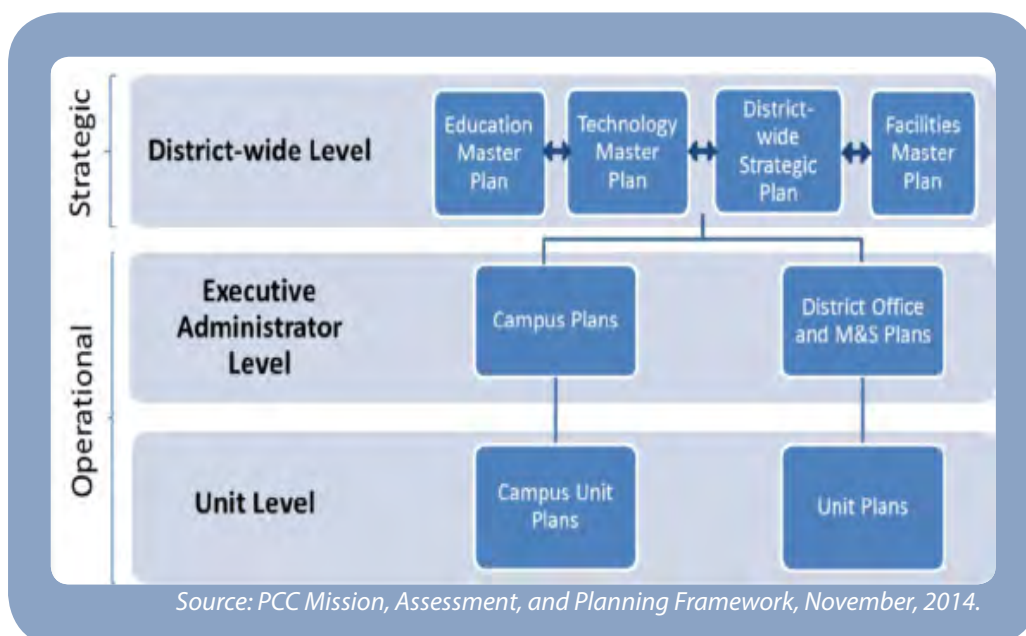 Strategic
District-wide Level
Education
Master
Plan
Technology
Master
Plan
District-
wide
Strategic
Plan
Facilities
Master
Plan
Operational
Executive
Administrator
Level
Campus Plans
District Office
and M&S Plans
Unit Level
Campus Unit
Plans
Unit Plans
Source: PCC Mission, Assessment, and Planning Framework, November, 2014.